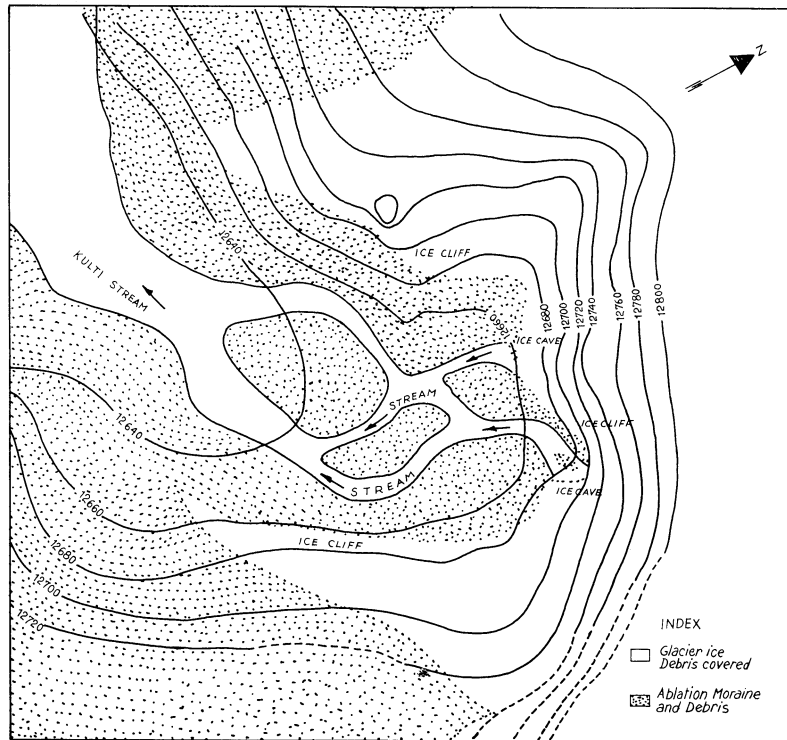 N
12640
KULTI STREAM
ICE CLIFF
12660
12680
12700
12720
12740
12760
12780
12800
ICE CAVE
STREAM
ICE CLIFF
12640
STREAM
ICE CAVE
12660
ICE CLIFF
12680
12700
12720
INDEX
Glacier ice
Debris covered
Ablation Moraine
and Debris